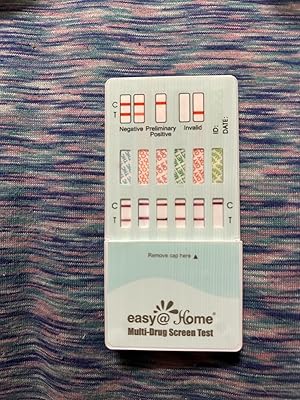 C
T
Negative Preliminary Positive Invalid
ID:
DATE:
C C
T T
Remove cap here ▲
easy@Home®
Multi-Drug Screen Test